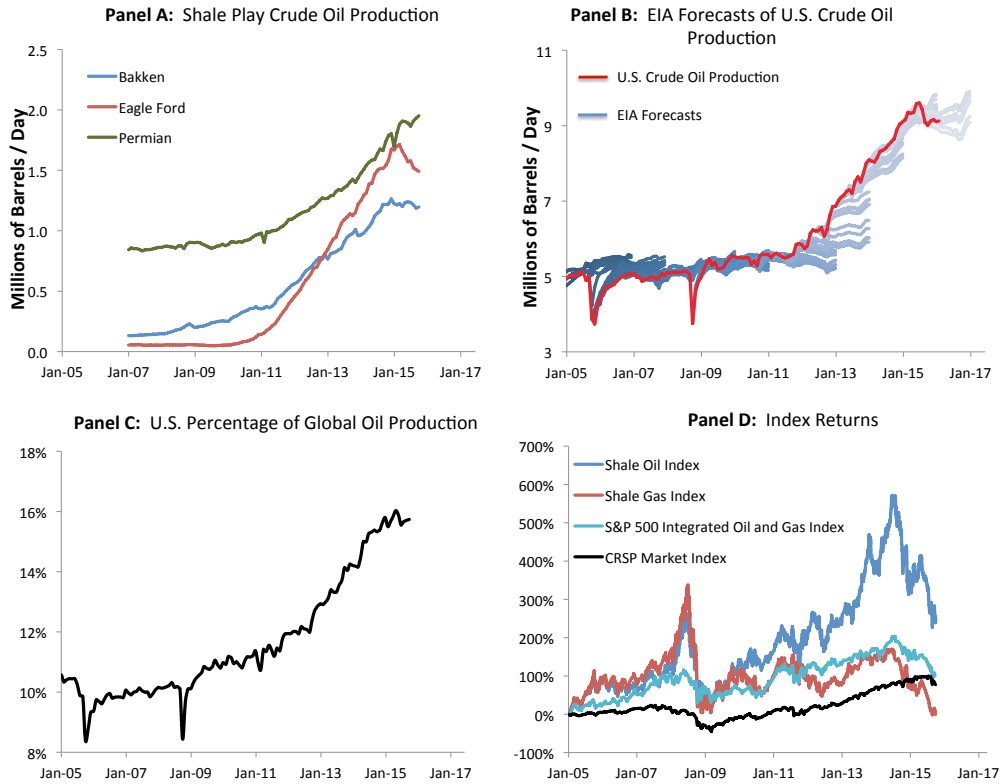 Panel A: Shale Play Crude Oil Production
Millions of Barrels / Day
2.5
2.0
1.5
1.0
0.5
0.0
Bakken
Eagle Ford
Permian
Jan-05 Jan-07 Jan-09 Jan-11 Jan-13 Jan-15 Jan-17
Panel B: EIA Forecasts of U.S. Crude Oil
Production
Millions of Barrels / Day
11
9
7
5
3
U.S. Crude Oil Production
EIA Forecasts
Jan-05 Jan-07 Jan-09 Jan-11 Jan-13 Jan-15 Jan-17
Panel C: U.S. Percentage of Global Oil Production
18%
16%
14%
12%
10%
8%
Jan-05 Jan-07 Jan-09 Jan-11 Jan-13 Jan-15 Jan-17
Panel D: Index Returns
700%
600%
500%
400%
300%
200%
100%
0%
-100%
Shale Oil Index
Shale Gas Index
S&P 500 Integrated Oil and Gas Index
CRSP Market Index
Jan-05 Jan-07 Jan-09 Jan-11 Jan-13 Jan-15 Jan-17